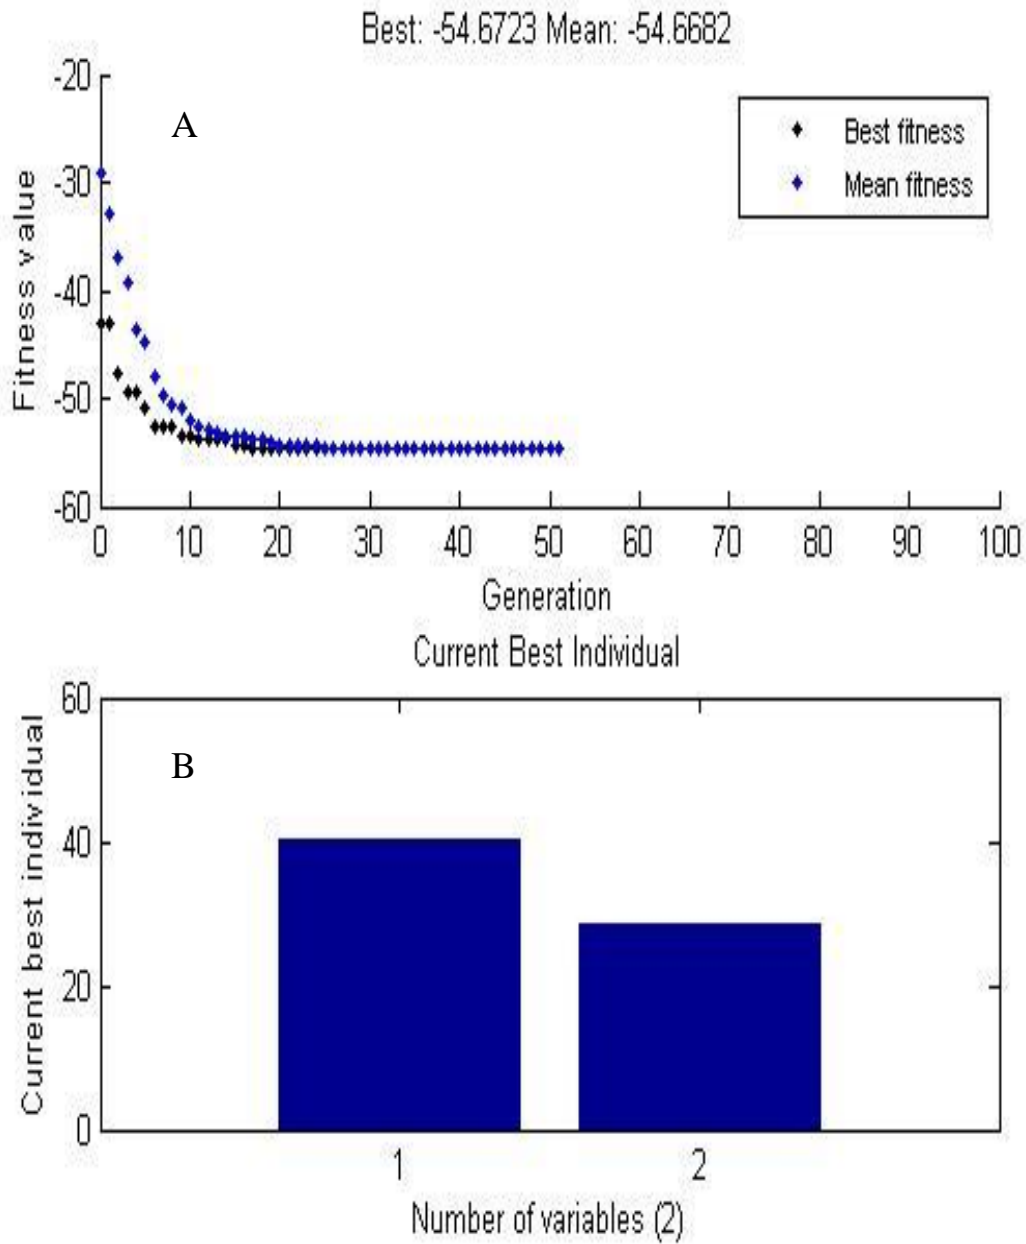 Best: -54.6723 Mean: -54.6682
-20
A
Best fitness
Mean fitness
-30
-40
-50
-60
Fitness value
0 10 20 30 40 50 60 70 80 90 100
Generation
Current Best Individual
60
B
40
20
0
Current best individual
1 2
Number of variables (2)